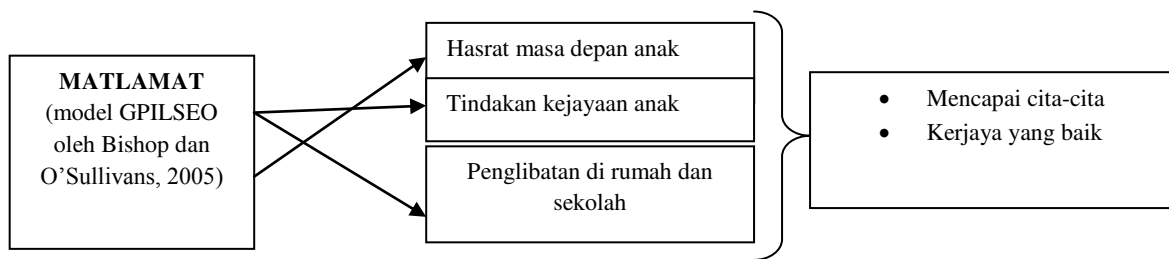 MATLAMAT
(model GPILSEO
oleh Bishop dan
O'Sullivans, 2005)
Hasrat masa depan anak
Tindakan kejayaan anak
Penglibatan di rumah dan
sekolah
• Mencapai cita-cita
• Kerjaya yang baik